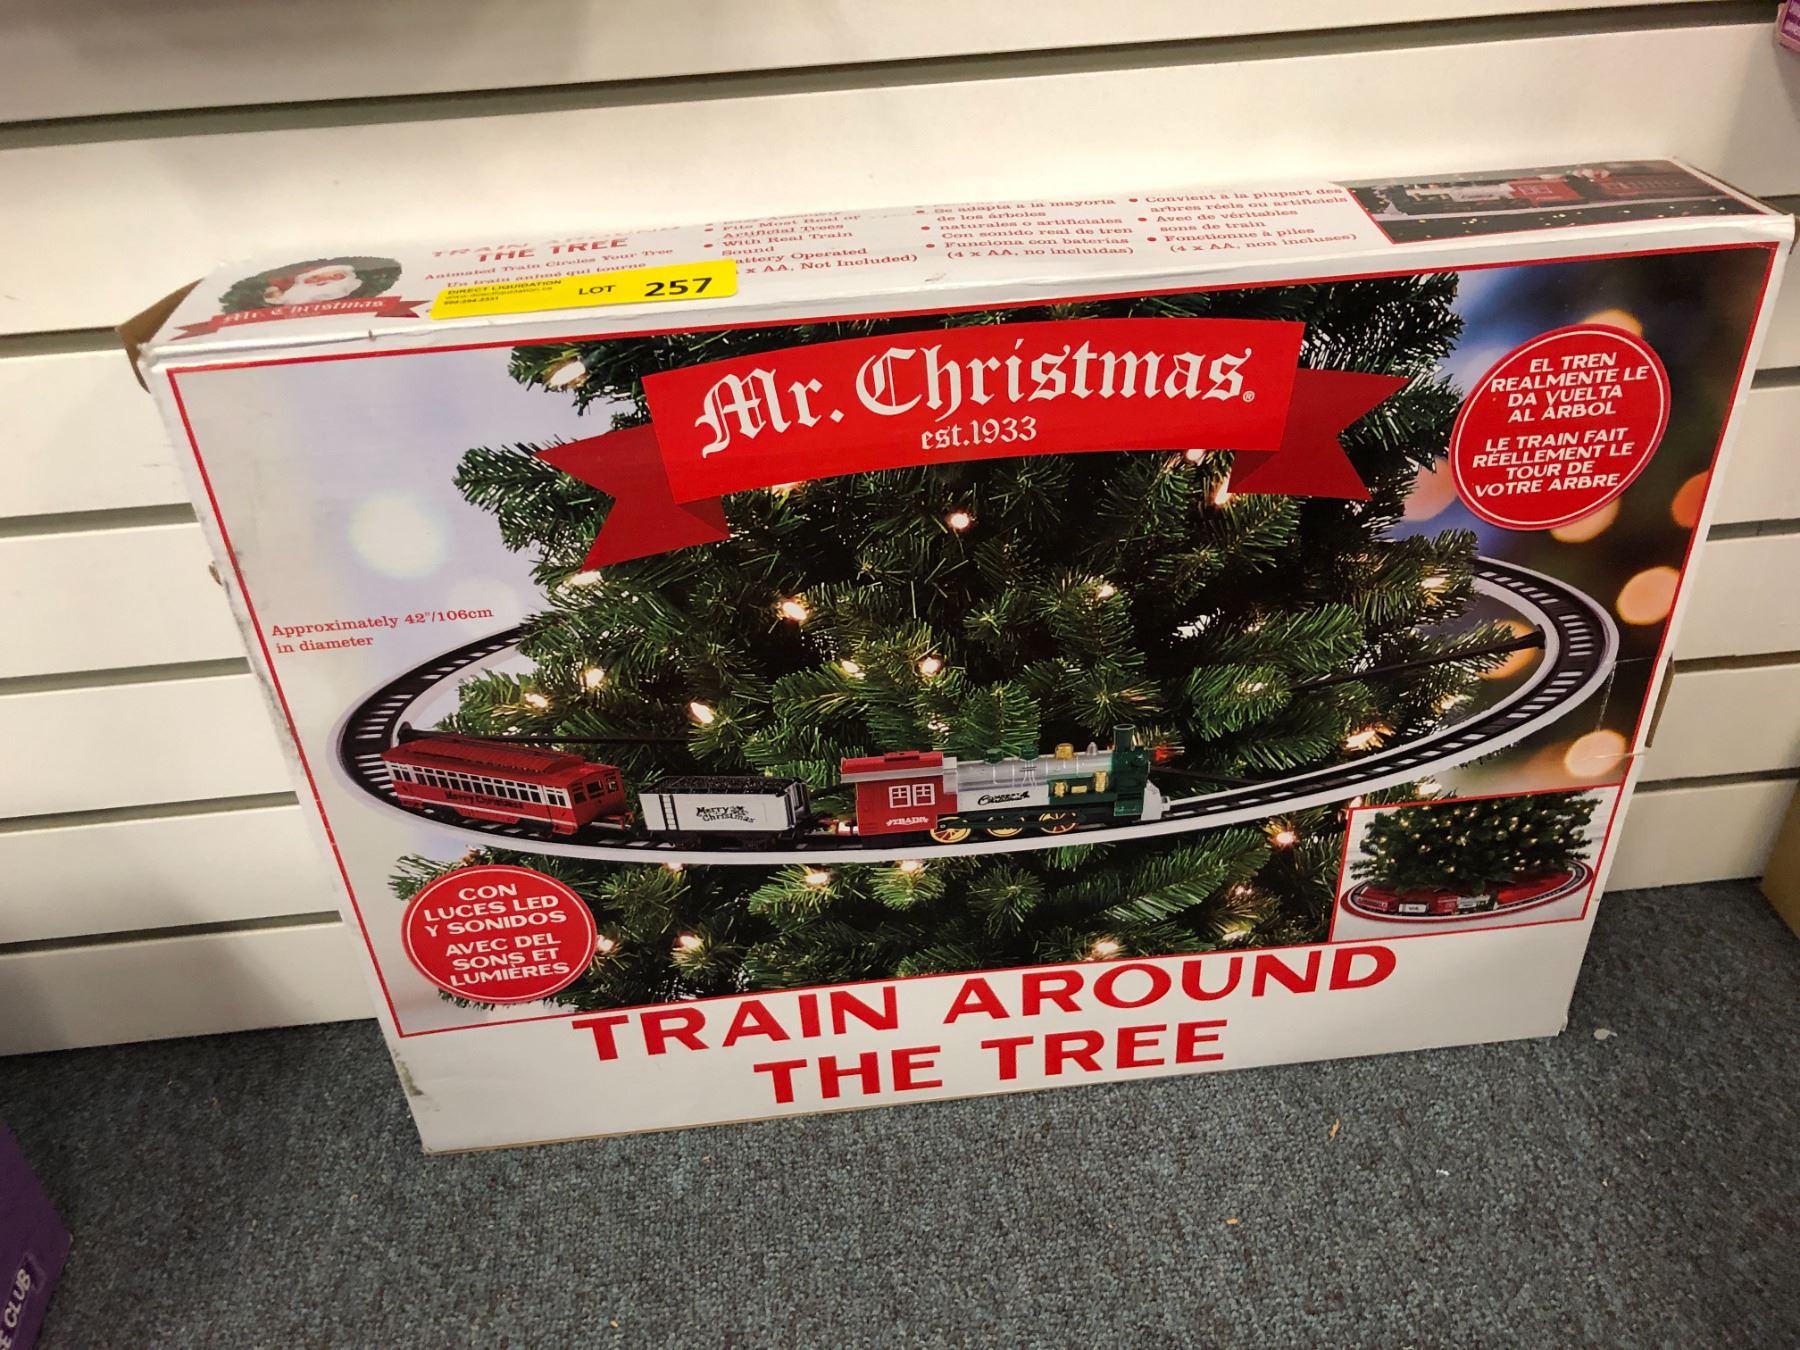 TRAIN AROUND
THE TREE
Animated Train Circles Your Tree
Un train animé qui tourne
Mr. Christmas
DIRECT LIQUIDATION
LOT 257
Fits Most Real or
Artificial Trees
• With Real Train
Sound
Battery Operated
x AA, Not Included)
• Se adapta a la mayoria
de los árboles
naturales o artificiales
• Con sonido real de tren
• Funciona con baterías
(4 x AA, no incluidas)
• Convient à la plupart des
arbres réels ou artificiels
• Avec de véritables
sons de train
• Fonctionne à piles
(4 x AA, non incluses)
Mr. Christmas®
est.1933
EL TREN
REALMENTE LE
DA VUELTA
AL ARBOL
LE TRAIN FAIT
RÉELLEMENT LE
TOUR DE
VOTRE ARBRE
Approximately 42"/106cm
in diameter
Merry Christmas
Merry
Christmas
TRAIN
CON
LUCES LED
Y SONIDOS
AVEC DEL
SONS ET
LUMIÈRES
TRAIN AROUND
THE TREE
E CLUB